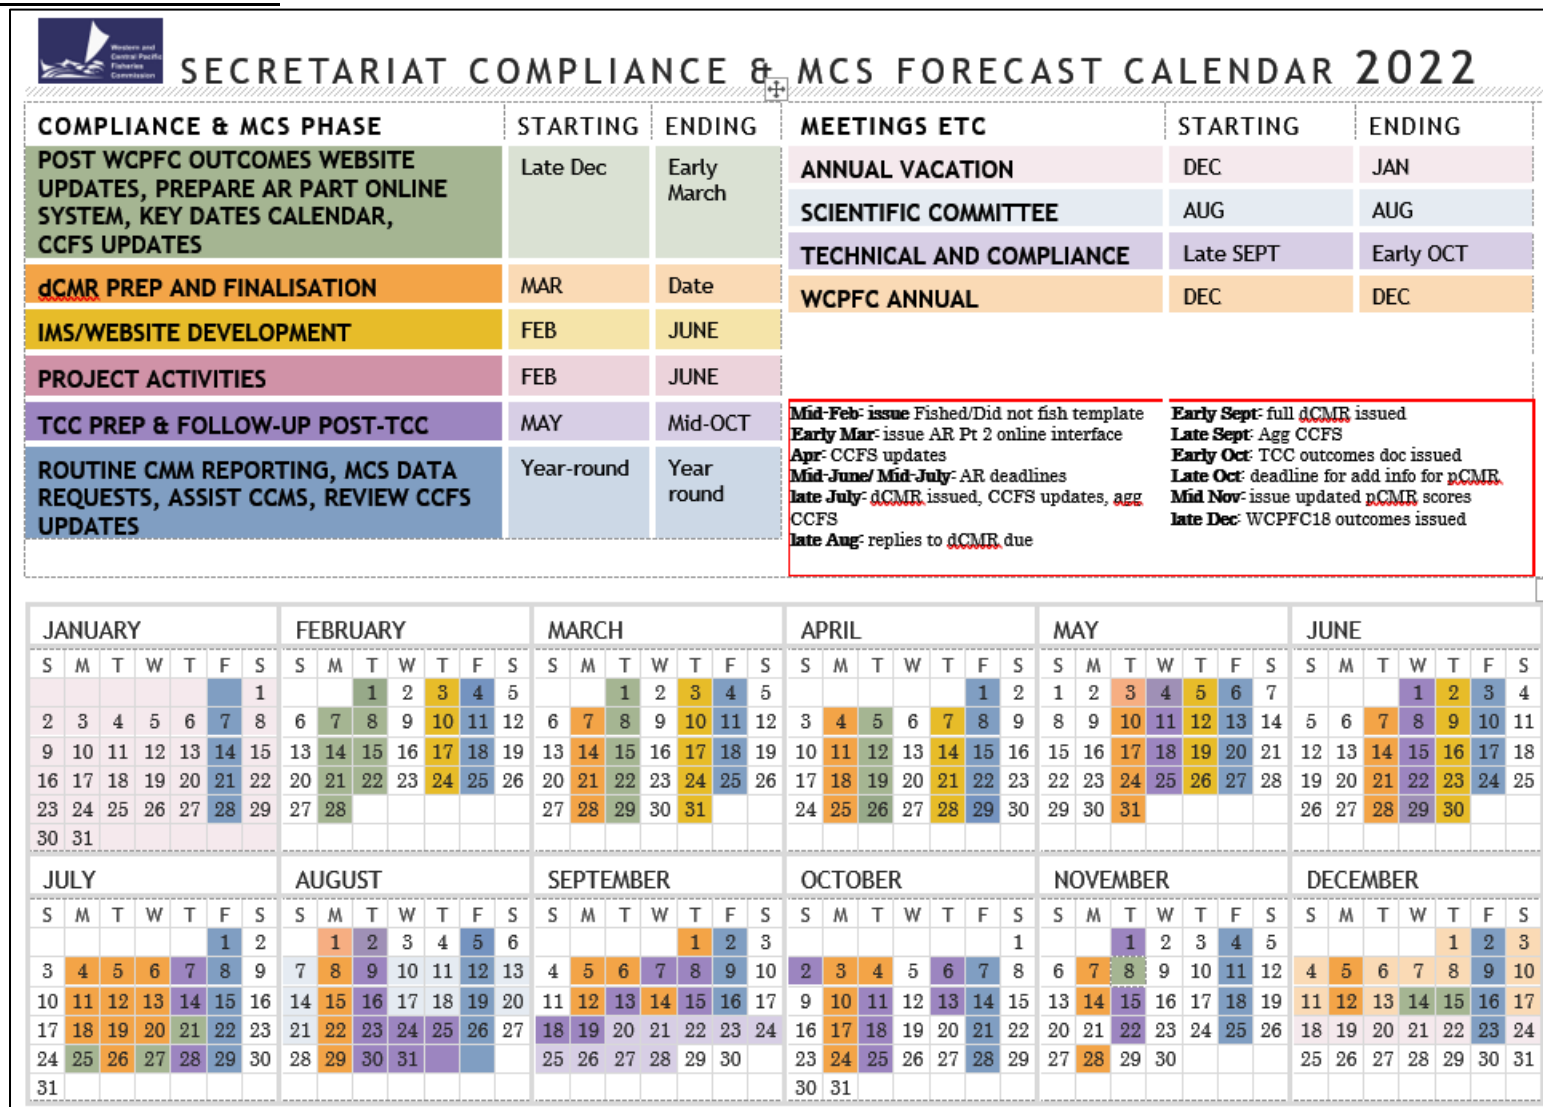 Western and
Central Pacific
Fisheries
Commission
SECRETARIAT COMPLIANCE & MCS FORECAST CALENDAR 2022
COMPLIANCE & MCS PHASE STARTING ENDING
POST WCPFC OUTCOMES WEBSITE Late Dec Early
UPDATES, PREPARE AR PART ONLINE March
SYSTEM, KEY DATES CALENDAR,
CCFS UPDATES
dCMR PREP AND FINALISATION MAR Date
IMS/WEBSITE DEVELOPMENT FEB JUNE
PROJECT ACTIVITIES FEB JUNE
TCC PREP & FOLLOW-UP POST-TCC MAY Mid-OCT
ROUTINE CMM REPORTING, MCS DATA Year-round Year
REQUESTS, ASSIST CCMS, REVIEW CCFS round
UPDATES
MEETINGS ETC STARTING ENDING
ANNUAL VACATION DEC JAN
SCIENTIFIC COMMITTEE AUG AUG
TECHNICAL AND COMPLIANCE Late SEPT Early OCT
WCPFC ANNUAL DEC DEC
Mid-Feb: issue Fished/Did not fish template
Early Mar: issue AR Pt 2 online interface
Apr: CCFS updates
Mid-June/ Mid-July: AR deadlines
late July: dCMR issued, CCFS updates, agg
CCFS
late Aug: replies to dCMR due
Early Sept: full dCMR issued
Late Sept: Agg CCFS
Early Oct: TCC outcomes doc issued
Late Oct: deadline for add info for pCMR
Mid Nov: issue updated pCMR scores
late Dec: WCPFC18 outcomes issued
JANUARY
S M T W T F S
1
2 3 4 5 6 7 8
9 10 11 12 13 14 15
16 17 18 19 20 21 22
23 24 25 26 27 28 29
30 31
FEBRUARY
S M T W T F S
1 2 3 4 5
6 7 8 9 10 11 12
13 14 15 16 17 18 19
20 21 22 23 24 25 26
27 28
MARCH
S M T W T F S
1 2 3 4 5
6 7 8 9 10 11 12
13 14 15 16 17 18 19
20 21 22 23 24 25 26
27 28 29 30 31
APRIL
S M T W T F S
1 2
3 4 5 6 7 8 9
10 11 12 13 14 15 16
17 18 19 20 21 22 23
24 25 26 27 28 29 30
MAY
S M T W T F S
1 2 3 4 5 6 7
8 9 10 11 12 13 14
15 16 17 18 19 20 21
22 23 24 25 26 27 28
29 30 31
JUNE
S M T W T F S
1 2 3 4
5 6 7 8 9 10 11
12 13 14 15 16 17 18
19 20 21 22 23 24 25
26 27 28 29 30
JULY
S M T W T F S
1 2
3 4 5 6 7 8 9
10 11 12 13 14 15 16
17 18 19 20 21 22 23
24 25 26 27 28 29 30
31
AUGUST
S M T W T F S
1 2 3 4 5 6
7 8 9 10 11 12 13
14 15 16 17 18 19 20
21 22 23 24 25 26 27
28 29 30 31
SEPTEMBER
S M T W T F S
1 2 3
4 5 6 7 8 9 10
11 12 13 14 15 16 17
18 19 20 21 22 23 24
25 26 27 28 29 30
OCTOBER
S M T W T F S
1
2 3 4 5 6 7 8
9 10 11 12 13 14 15
16 17 18 19 20 21 22
23 24 25 26 27 28 29
30 31
NOVEMBER
S M T W T F S
1 2 3 4 5
6 7 8 9 10 11 12
13 14 15 16 17 18 19
20 21 22 23 24 25 26
27 28 29 30
DECEMBER
S M T W T F S
1 2 3
4 5 6 7 8 9 10
11 12 13 14 15 16 17
18 19 20 21 22 23 24
25 26 27 28 29 30 31